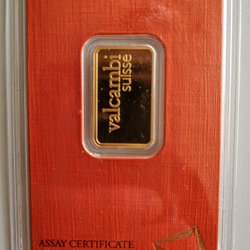 valcambi
suisse
ASSAY CERTIFICATE